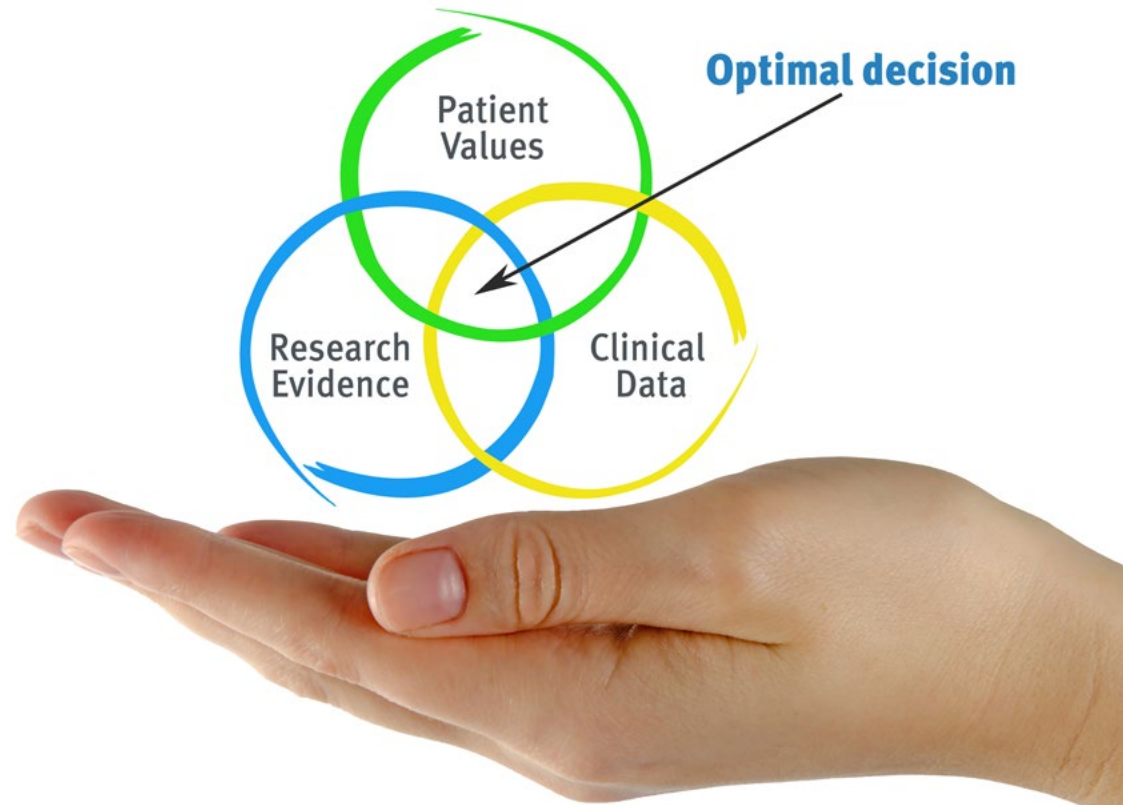 Optimal decision
Patient
Values
Research
Evidence
Clinical
Data